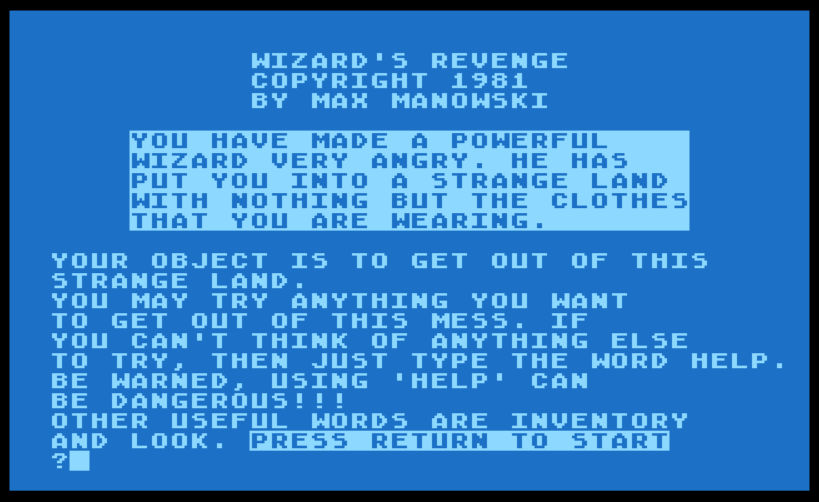 WIZARD'S REVENGE
COPYRIGHT 1981
BY MAX MANOWSKI
YOU HAVE MADE A POWERFUL
WIZARD VERY ANGRY. HE HAS
PUT YOU INTO A STRANGE LAND
WITH NOTHING BUT THE CLOTHES
THAT YOU ARE WEARING.
YOUR OBJECT IS TO GET OUT OF THIS
STRANGE LAND.
YOU MAY TRY ANYTHING YOU WANT
TO GET OUT OF THIS MESS. IF
YOU CAN'T THINK OF ANYTHING ELSE
TO TRY, THEN JUST TYPE THE WORD HELP.
BE WARNED, USING 'HELP' CAN
BE DANGEROUS!!!
OTHER USEFUL WORDS ARE INVENTORY
AND LOOK. PRESS RETURN TO START
?